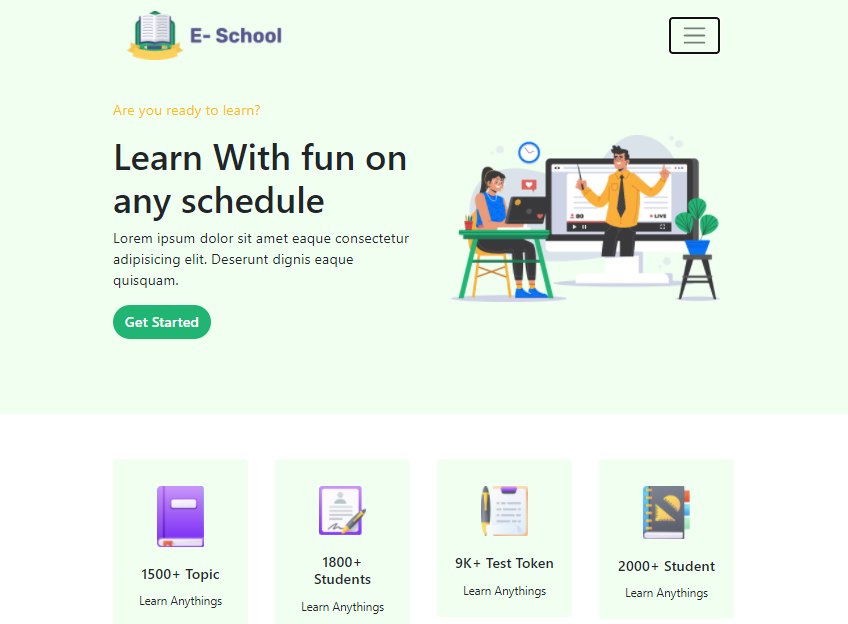 E- School
Are you ready to learn?
Learn With fun on
any schedule
Lorem ipsum dolor sit amet eaque consectetur
adipisicing elit. Deserunt dignis eaque
quisquam.
Get Started
80
LIVE
1500+ Topic
Learn Anythings
1800+
Students
Learn Anythings
9K+ Test Token
Learn Anythings
2000+ Student
Learn Anythings